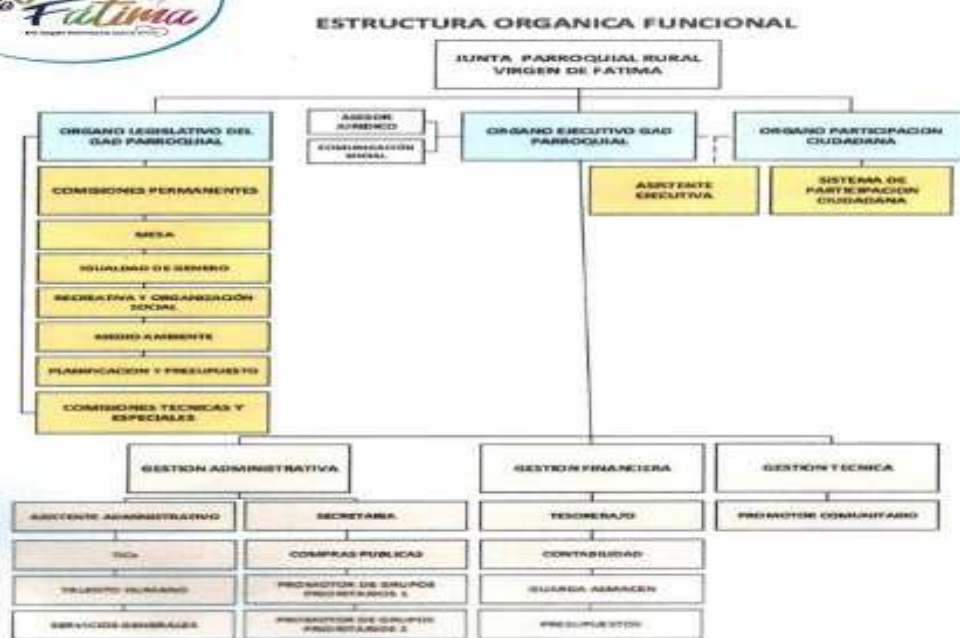 Fátima
ESTRUCTURA ORGANICA FUNCIONAL
JUNTA PARROQUIAL RURAL
VIRGEN DE FATIMA
ORGANO LEGISLATIVO DEL
GAD PARROQUIAL
ASESOR
JURIDICO
COMUNICACIÓN
SOCIAL
ORGANO EJECUTIVO GAD
PARROQUIAL
ORGANO PARTICIPACION
CIUDADANA
COMISIONES PERMANENTES
ASISTENTE
EJECUTIVA
SISTEMA DE
PARTICIPACION
CIUDADANA
MESA
IGUALDAD DE GENERO
RECREATIVA Y ORGANIZACIÓN
SOCIAL
MEDIO AMBIENTE
PLANIFICACION Y PRESUPUESTO
COMISIONES TECNICAS Y
ESPECIALES
GESTION ADMINISTRATIVA
GESTION FINANCIERA
GESTION TECNICA
ASISTENTE ADMINISTRATIVO
SECRETARIA
PROMOTOR COMUNITARIO
TICs
COMPRAS PUBLICAS
CONTABILIDAD
TALENTO HUMANO
PROMOTOR DE GRUPOS
PRIORITARIOS 1
GUARDA ALMACEN
SERVICIOS GENERALES
PROMOTOR DE GRUPOS
PRIORITARIOS 2
PRESUPUESTOS